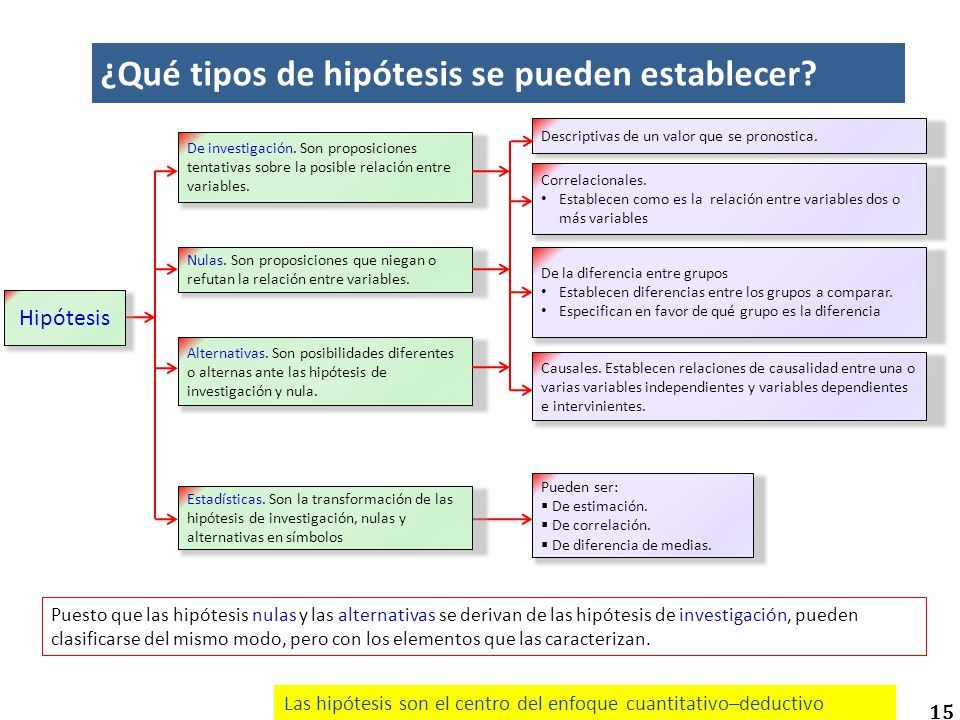 ¿Qué tipos de hipótesis se pueden establecer?
Hipótesis
De investigación. Son proposiciones
tentativas sobre la posible relación entre
variables.
Nulas. Son proposiciones que niegan o
refutan la relación entre variables.
Alternativas. Son posibilidades diferentes
o alternas ante las hipótesis de
investigación y nula.
Estadísticas. Son la transformación de las
hipótesis de investigación, nulas y
alternativas en símbolos
Descriptivas de un valor que se pronostica.
Correlacionales.
• Establecen como es la relación entre variables dos o
más variables
De la diferencia entre grupos
• Establecen diferencias entre los grupos a comparar.
• Especifican en favor de qué grupo es la diferencia
Causales. Establecen relaciones de causalidad entre una o
varias variables independientes y variables dependientes
e intervinientes.
Pueden ser:
▪ De estimación.
▪ De correlación.
▪ De diferencia de medias.
Puesto que las hipótesis nulas y las alternativas se derivan de las hipótesis de investigación, pueden
clasificarse del mismo modo, pero con los elementos que las caracterizan.
Las hipótesis son el centro del enfoque cuantitativo–deductivo
15